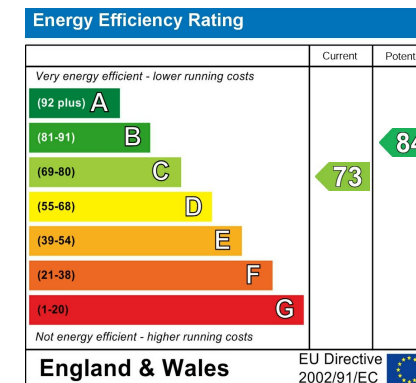 Energy Efficiency Rating
Current Potent
Very energy efficient - lower running costs
(92 plus) A
(81-91) B
84
(69-80) C
73
(55-68) D
(39-54) E
(21-38) F
(1-20) G
Not energy efficient - higher running costs
England & Wales
EU Directive
2002/91/EC